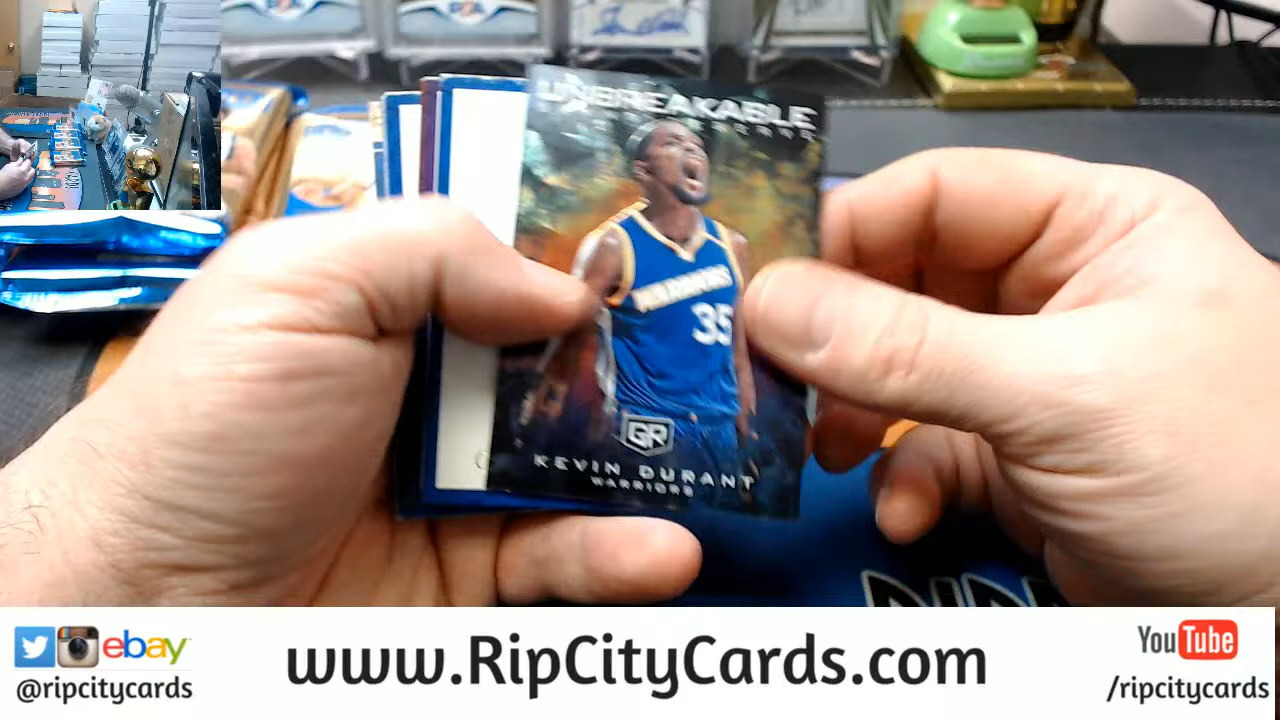 UNBREAKABLE
WARRIORS
35
GR
KEVIN DURANT
WARRIORS
ebay
@ripcitycards
www.RipCityCards.com
YouTube
/ripcitycards